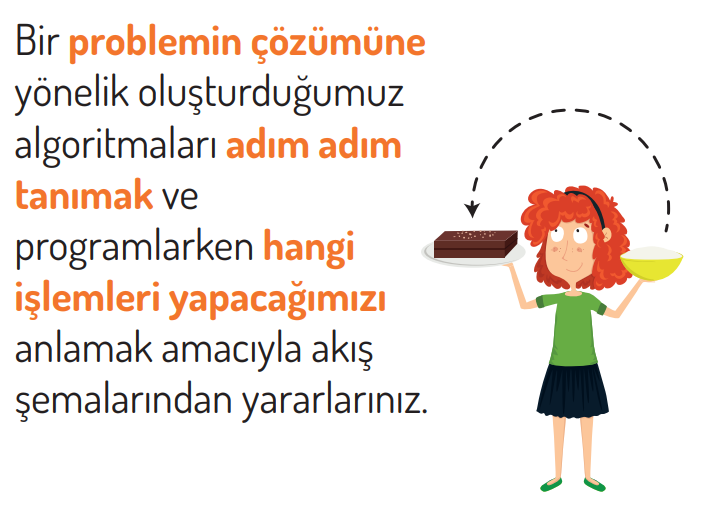 Bir problemin çözümüne
yönelik oluşturduğumuz
algoritmaları adım adım
tanımak ve
programlarken hangi
işlemleri yapacağımızı
anlamak amacıyla akış
şemalarından yararlarınız.